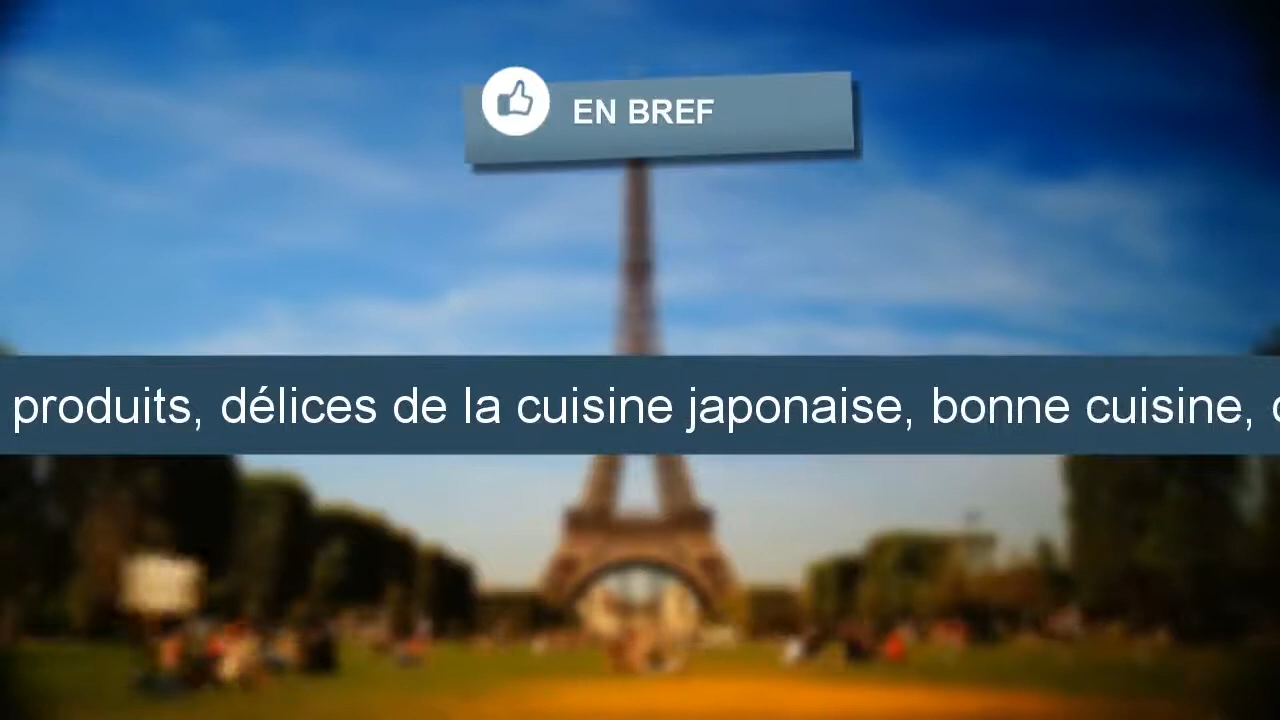 EN BREF
produits, délices de la cuisine japonaise, bonne cuisine,